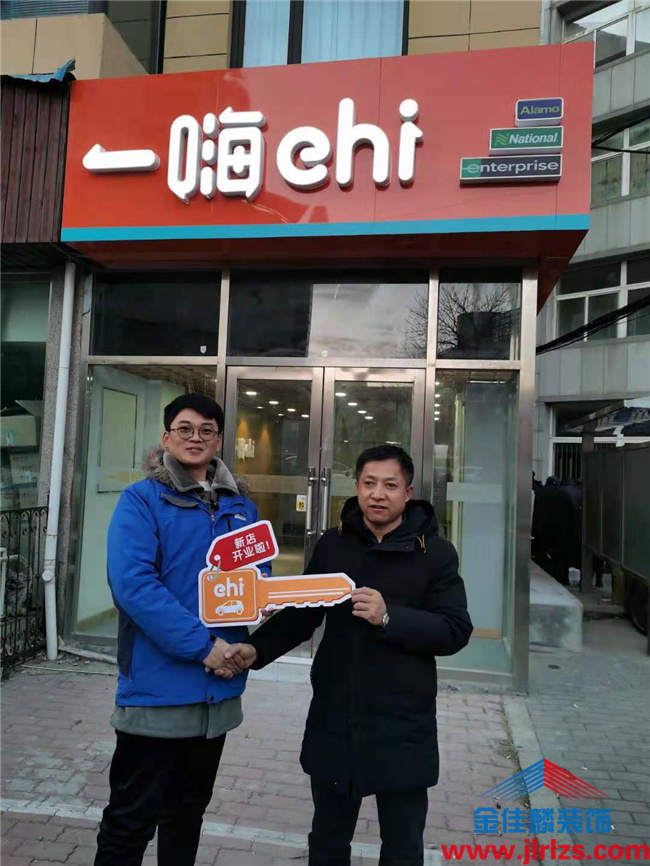 一嗨ehi
Alamo
National
enterprise
新店
开业啦!
ehi
金佳麟装饰
www.jlrlzs.com